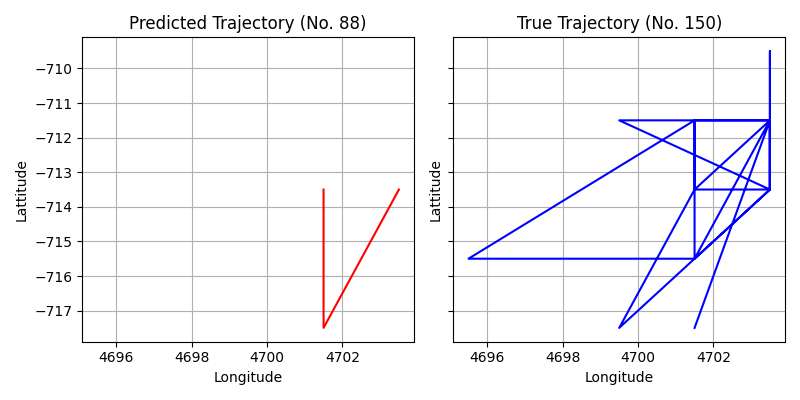 Predicted Trajectory (No. 88)
True Trajectory (No. 150)
Lattitude
−710
−711
−712
−713
−714
−715
−716
−717
4696
4698
4700
4702
Longitude
Lattitude
4696
4698
4700
4702
Longitude